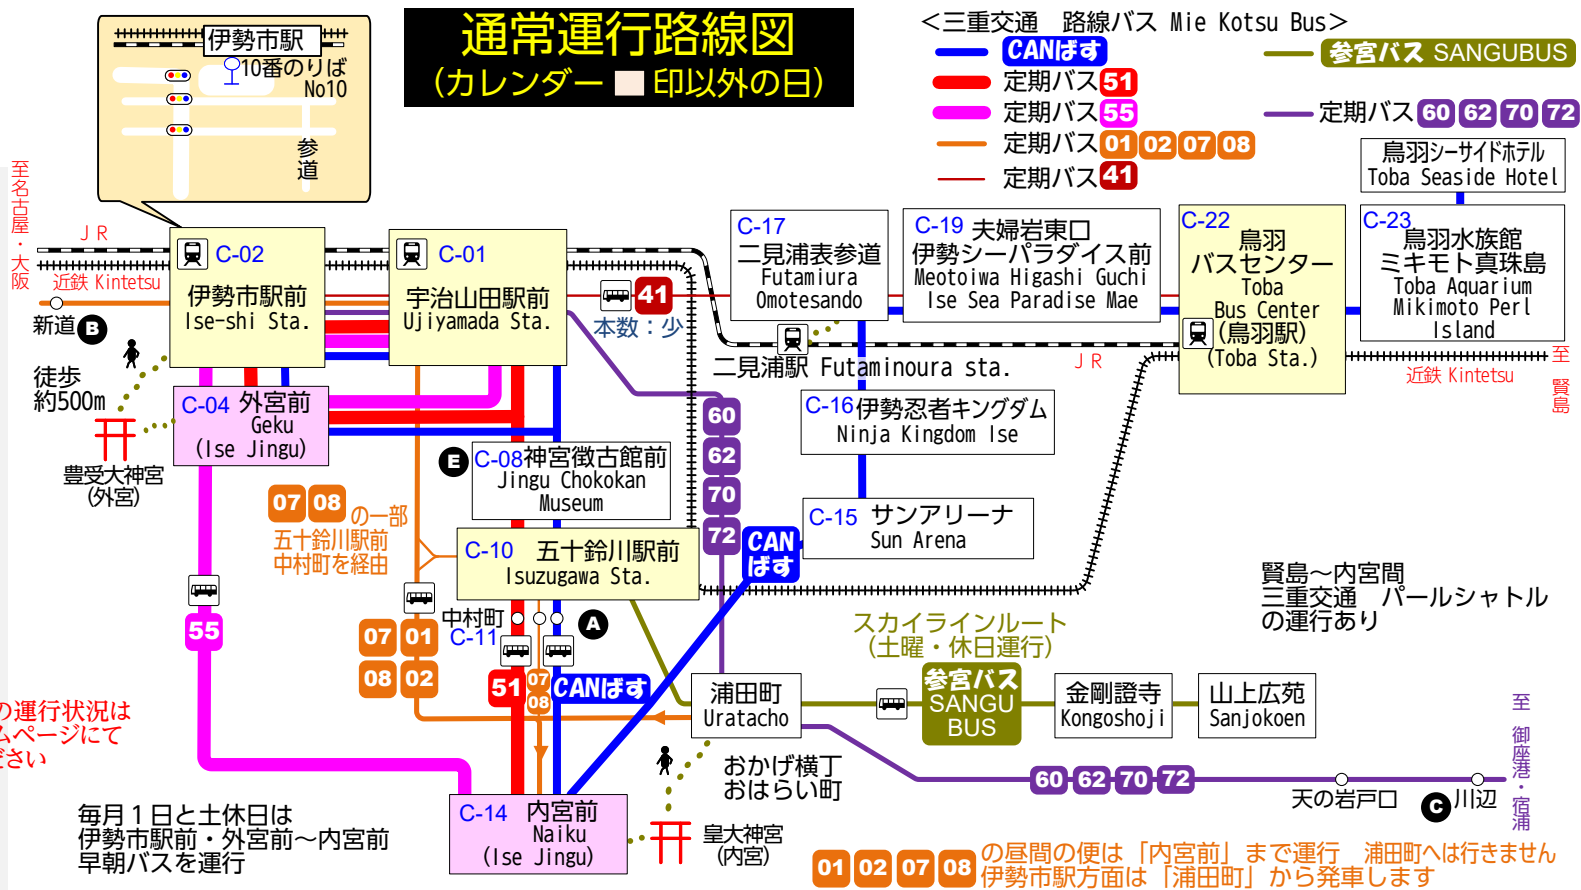 通常運行路線図
(カレンダー 印以外の日)
伊勢市駅
10番のりば
No10
参道
<三重交通 路線バス Mie Kotsu Bus>
CANばす
定期バス 51
定期バス 55
定期バス 01 02 07 08
定期バス 41
参宮バス SANGUBUS
定期バス 60 62 70 72
鳥羽シーサイドホテル
Toba Seaside Hotel
至名古屋・大阪
JR
近鉄 Kintetsu
新道 B
C-02
伊勢市駅前
Ise-shi Sta.
C-01
宇治山田駅前
Ujiyamada Sta.
41
本数：少
C-17
二見浦表参道
Futamiura
Omotesando
C-19 夫婦岩東口
伊勢シーパラダイス前
Meotoiwa Higashi Guchi
Ise Sea Paradise Mae
C-22
鳥羽
バスセンター
Toba
Bus Center
(鳥羽駅)
(Toba Sta.)
C-23
鳥羽水族館
ミキモト真珠島
Toba Aquarium
Mikimoto Perl
Island
二見浦駅 Futaminoura sta.
JR
近鉄 Kintetsu
至 賢島
徒歩
約500m
豊受大神宮
(外宮)
C-04 外宮前
Geku
(Ise Jingu)
E
C-08 神宮徴古館前
Jingu Chokokan
Museum
60
62
70
72
C-16 伊勢忍者キングダム
Ninja Kingdom Ise
C-15 サンアリーナ
Sun Arena
CAN
ばす
07 08 の一部
五十鈴川駅前
中村町を経由
C-10 五十鈴川駅前
Isuzugawa Sta.
中村町
C-11
A
55
07 01
08 02
51
07
08
CANばす
スカイラインルート
(土曜・休日運行)
参宮バス
SANGU
BUS
賢島～内宮間
三重交通 パールシャトル
の運行あり
浦田町
Uratacho
金剛證寺
Kongoshoji
山上広苑
Sanjokoen
の運行状況は
ムページにて
ださい
おかげ横丁
おはらい町
60 62 70 72
天の岩戸口
C 川辺
至 御座港・宿浦
毎月1日と土休日は
伊勢市駅前・外宮前～内宮前
早朝バスを運行
C-14 内宮前
Naiku
(Ise Jingu)
皇大神宮
(内宮)
01 02 07 08 の昼間の便は「内宮前」まで運行 浦田町へは行きません
伊勢市駅方面は「浦田町」から発車します